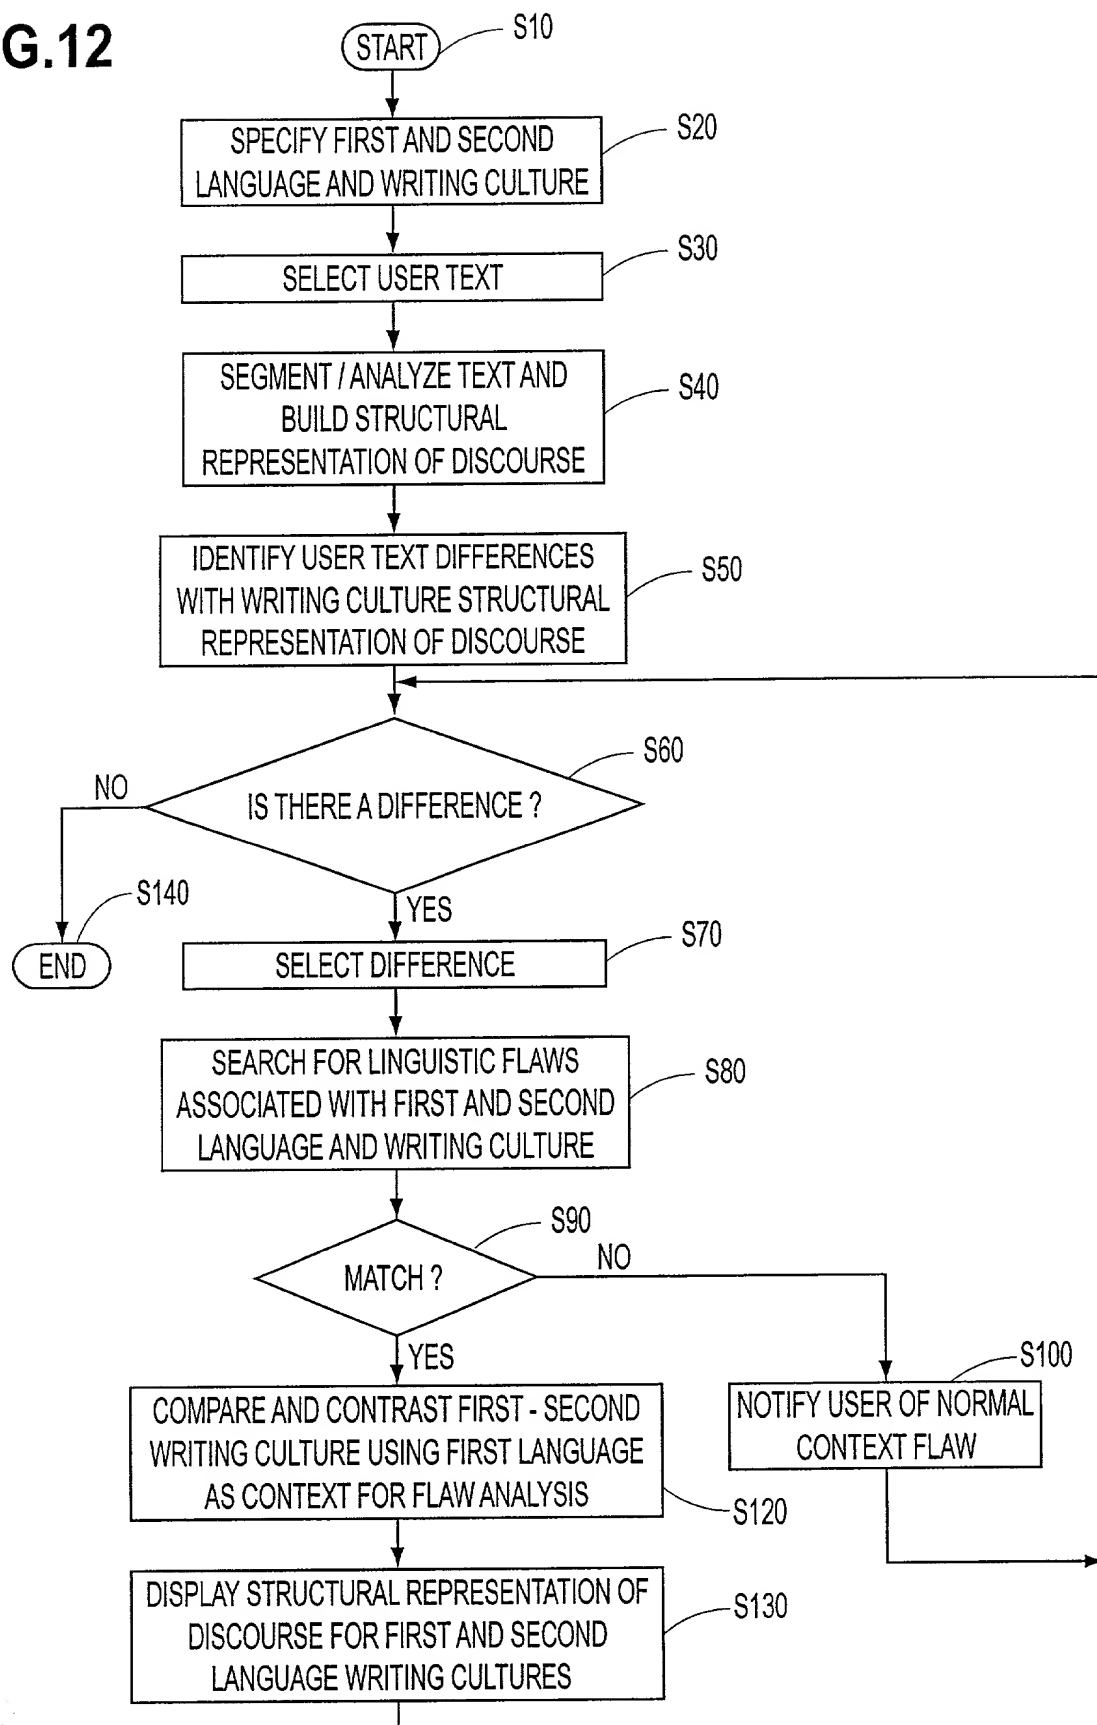 G.12
START
S10
SPECIFY FIRST AND SECOND
LANGUAGE AND WRITING CULTURE
S20
SELECT USER TEXT
S30
SEGMENT / ANALYZE TEXT AND
BUILD STRUCTURAL
REPRESENTATION OF DISCOURSE
S40
IDENTIFY USER TEXT DIFFERENCES
WITH WRITING CULTURE STRUCTURAL
REPRESENTATION OF DISCOURSE
S50
IS THERE A DIFFERENCE ?
S60
NO
YES
S140
END
SELECT DIFFERENCE
S70
SEARCH FOR LINGUISTIC FLAWS
ASSOCIATED WITH FIRST AND SECOND
LANGUAGE AND WRITING CULTURE
S80
MATCH ?
S90
NO
YES
S100
NOTIFY USER OF NORMAL
CONTEXT FLAW
COMPARE AND CONTRAST FIRST - SECOND
WRITING CULTURE USING FIRST LANGUAGE
AS CONTEXT FOR FLAW ANALYSIS
S120
DISPLAY STRUCTURAL REPRESENTATION OF
DISCOURSE FOR FIRST AND SECOND
LANGUAGE WRITING CULTURES
S130